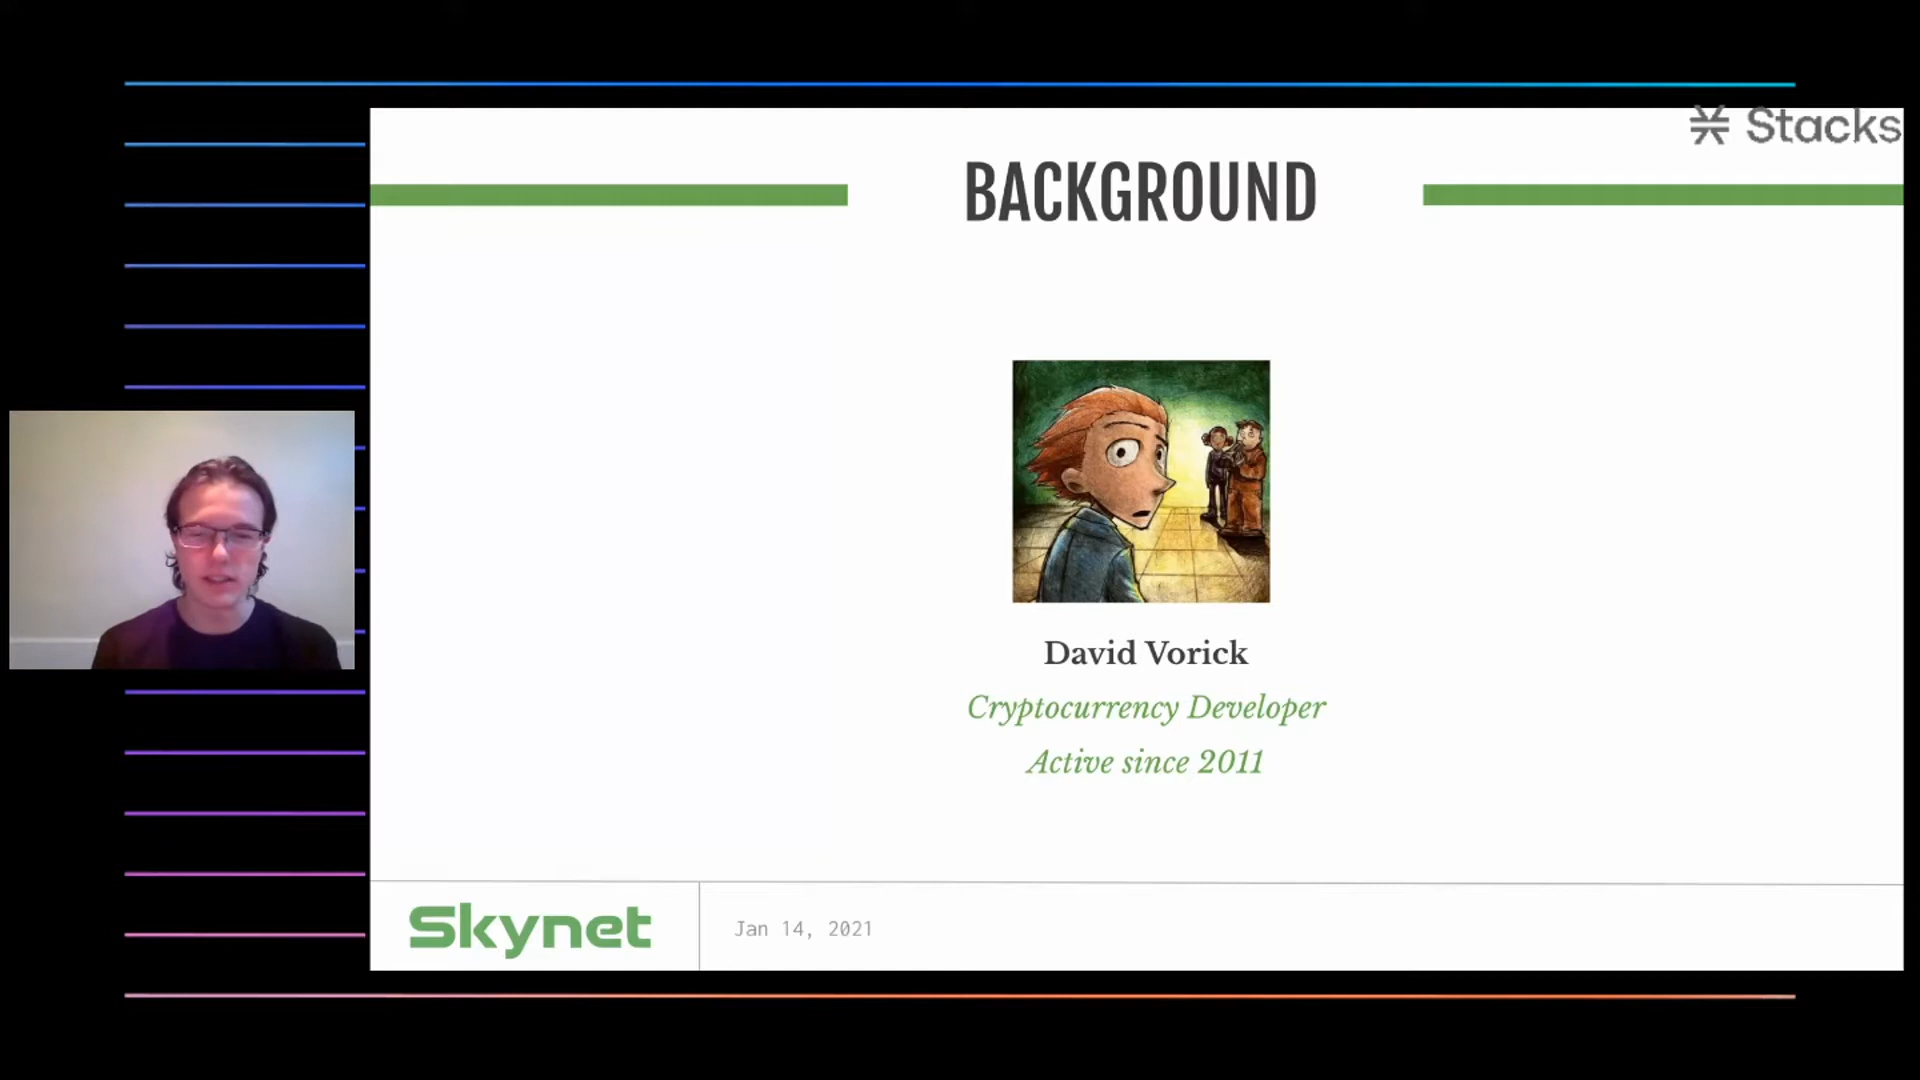 Stacks
BACKGROUND
David Vorick
Cryptocurrency Developer
Active since 2011
Skynet
Jan 14, 2021